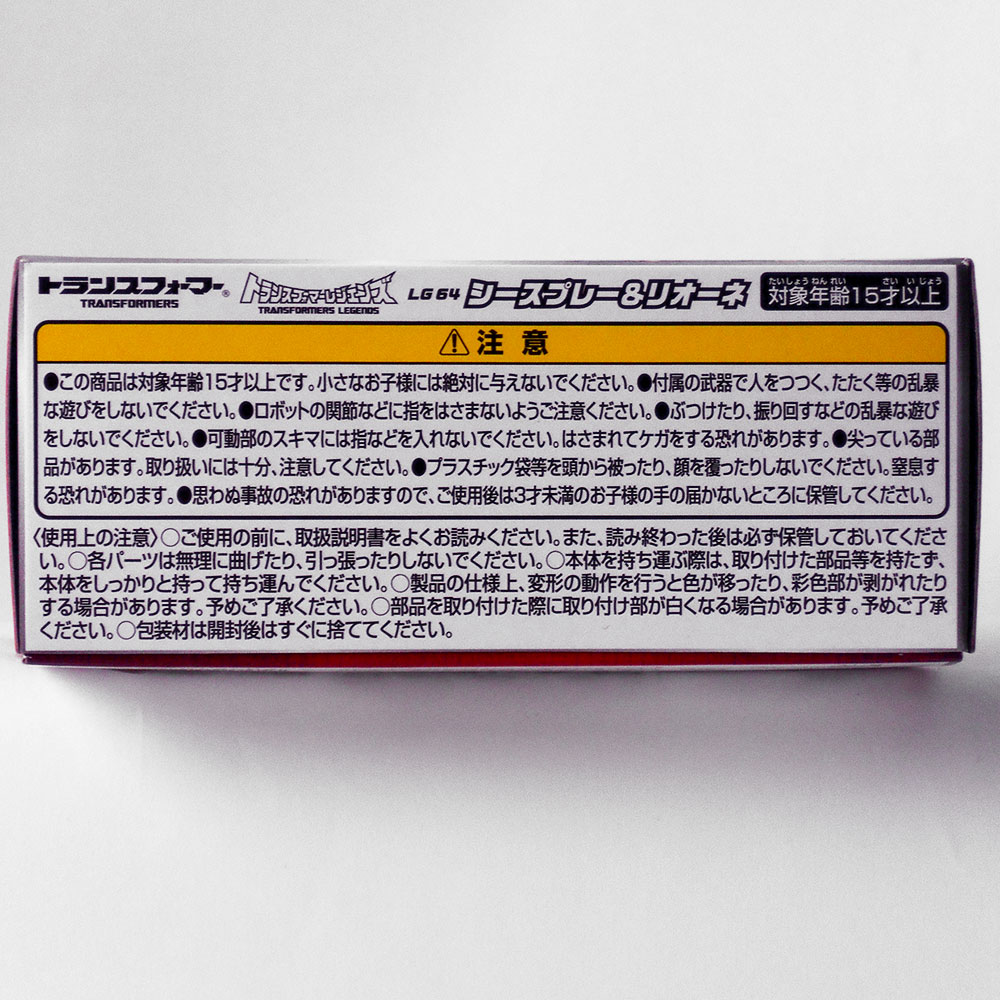 トランスフォーマー® トランスフォーマーレジェンズ LG64 シースプレー&リオーネ たいしょうねんれい さいいじょう
TRANSFORMERS TRANSFORMERS LEGENDS 対象年齢15才以上
⚠注意
●この商品は対象年齢15才以上です。小さなお子様には絶対に与えないでください。●付属の武器で人をつつく、たたく等の乱暴
な遊びをしないでください。●ロボットの関節などに指をはさまないようご注意ください。●ぶつけたり、振り回すなどの乱暴な遊び
をしないでください。●可動部のスキマには指などを入れないでください。はさまれてケガをする恐れがあります。●尖っている部
品があります。取り扱いには十分、注意してください。●プラスチック袋等を頭から被ったり、顔を覆ったりしないでください。窒息す
る恐れがあります。●思わぬ事故の恐れがありますので、ご使用後は3才未満のお子様の手の届かないところに保管してください。
〈使用上の注意〉○ご使用の前に、取扱説明書をよくお読みください。また、読み終わった後は必ず保管しておいてくださ
い。○各パーツは無理に曲げたり、引っ張ったりしないでください。○本体を持ち運ぶ際は、取り付けた部品等を持たず、
本体をしっかりと持って持ち運んでください。○製品の仕様上、変形の動作を行うと色が移ったり、彩色部が剥がれたり
する場合があります。予めご了承ください。○部品を取り付けた際に取り付け部が白くなる場合があります。予めご了承
ください。○包装材は開封後はすぐに捨ててください。